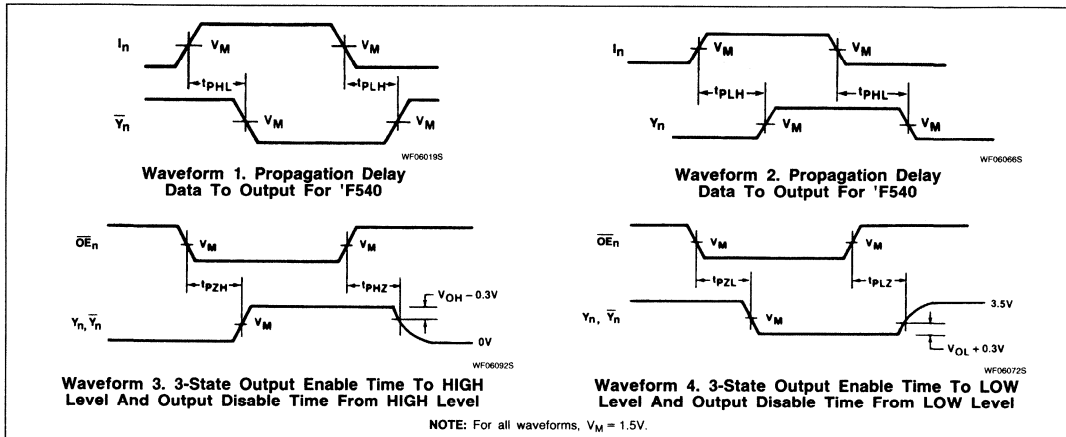 In
VM
VM
tPHL
tPLH
Y̅n
VM
VM
WF06019S
Waveform 1. Propagation Delay
Data To Output For 'F540
In
VM
VM
tPLH
tPHL
Yn
VM
VM
WF06066S
Waveform 2. Propagation Delay
Data To Output For 'F540
O̅E̅n
VM
VM
tPZH
tPHZ
VOH – 0.3V
Yn, Y̅n
VM
0V
WF06092S
Waveform 3. 3-State Output Enable Time To HIGH
Level And Output Disable Time From HIGH Level
O̅E̅n
VM
VM
tPZL
tPLZ
3.5V
Yn, Y̅n
VM
VOL + 0.3V
WF06072S
Waveform 4. 3-State Output Enable Time To LOW
Level And Output Disable Time From LOW Level
NOTE: For all waveforms, VM = 1.5V.